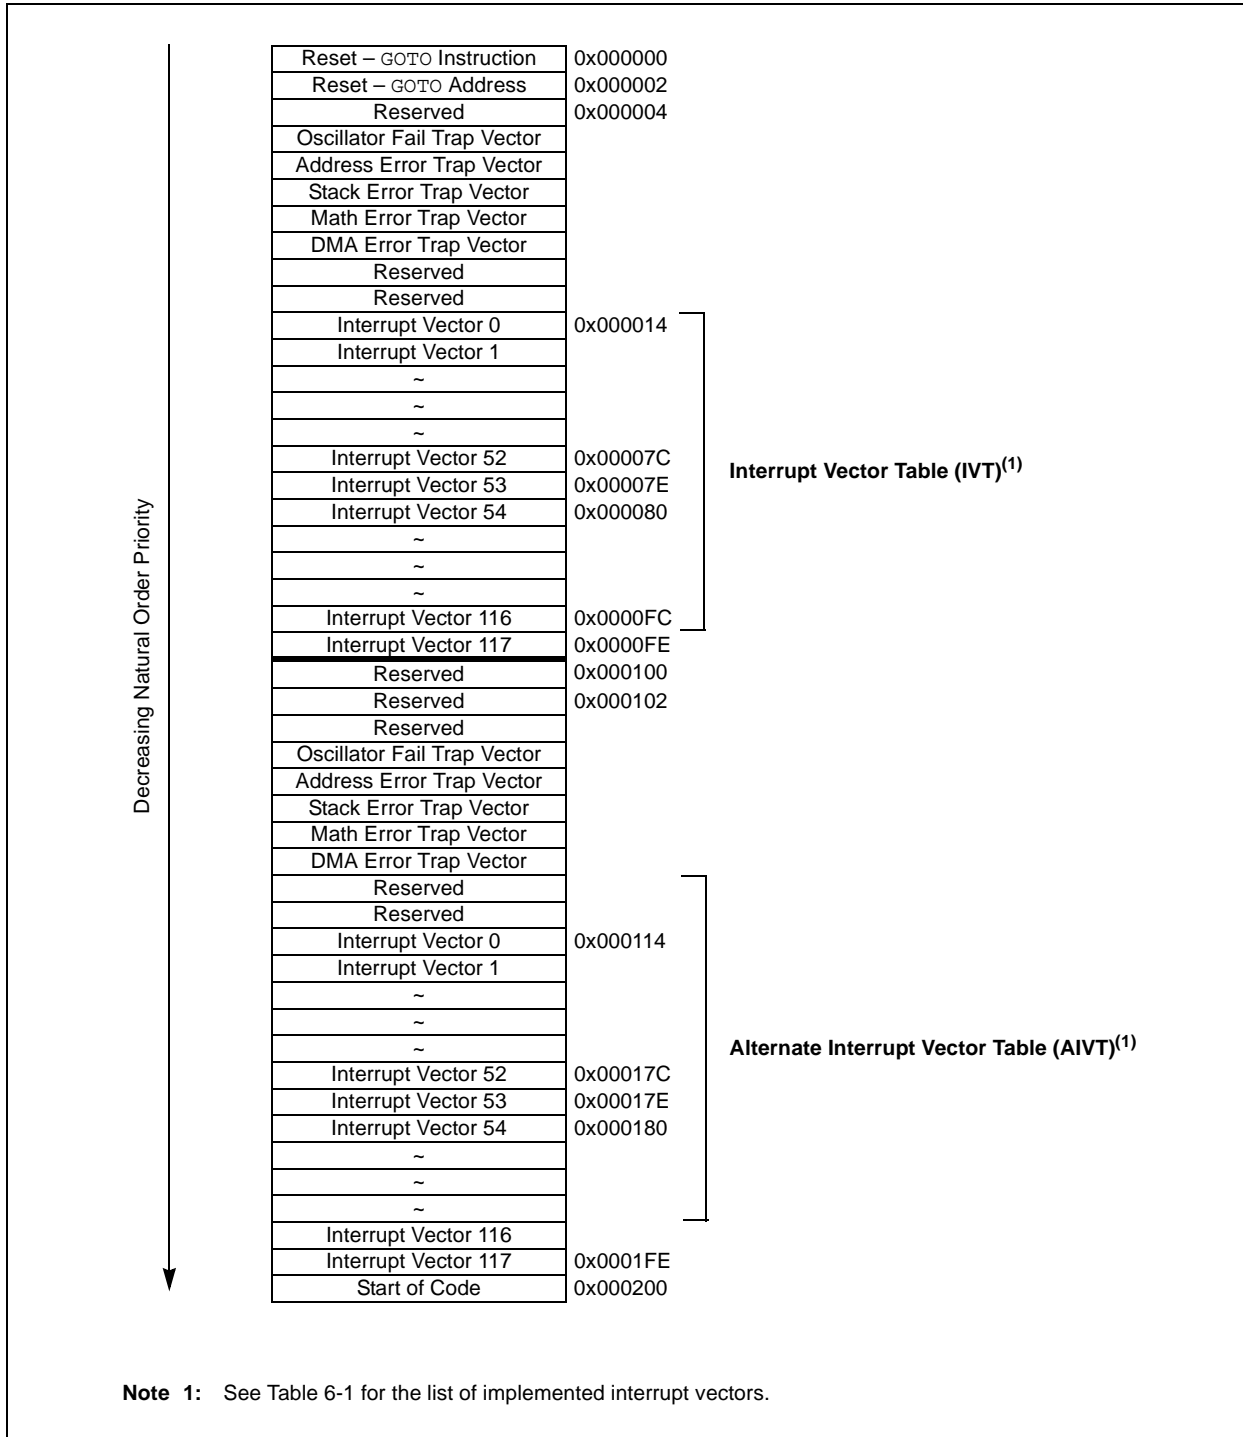 Reset – GOTO Instruction 0x000000
Reset – GOTO Address 0x000002
Reserved 0x000004
Oscillator Fail Trap Vector
Address Error Trap Vector
Stack Error Trap Vector
Math Error Trap Vector
DMA Error Trap Vector
Reserved
Reserved
Interrupt Vector 0 0x000014
Interrupt Vector 1
~
~
~
Interrupt Vector 52 0x00007C
Interrupt Vector Table (IVT)(1)
Interrupt Vector 53 0x00007E
Interrupt Vector 54 0x000080
~
~
~
Interrupt Vector 116 0x0000FC
Interrupt Vector 117 0x0000FE
Decreasing Natural Order Priority
Reserved 0x000100
Reserved 0x000102
Reserved
Oscillator Fail Trap Vector
Address Error Trap Vector
Stack Error Trap Vector
Math Error Trap Vector
DMA Error Trap Vector
Reserved
Reserved
Interrupt Vector 0 0x000114
Interrupt Vector 1
~
~
~
Alternate Interrupt Vector Table (AIVT)(1)
Interrupt Vector 52 0x00017C
Interrupt Vector 53 0x00017E
Interrupt Vector 54 0x000180
~
~
~
Interrupt Vector 116
Interrupt Vector 117 0x0001FE
Start of Code 0x000200
Note 1: See Table 6-1 for the list of implemented interrupt vectors.